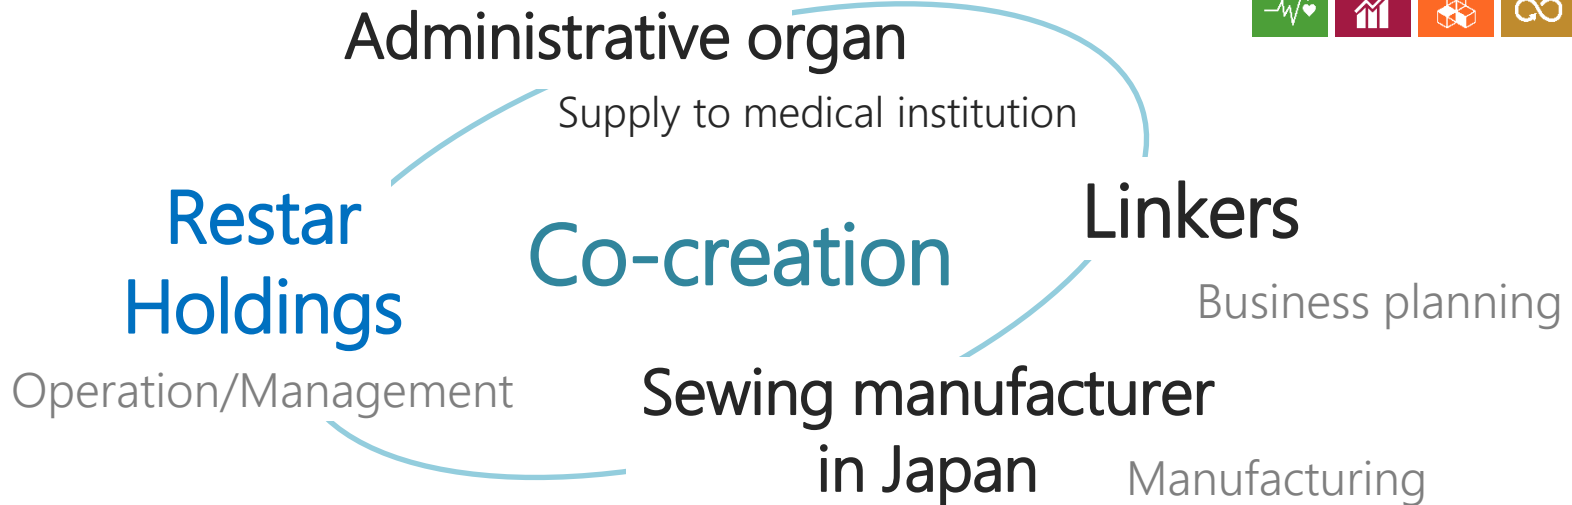 Administrative organ
Supply to medical institution
Restar
Holdings
Operation/Management
Co-creation
Linkers
Business planning
Sewing manufacturer
in Japan
Manufacturing